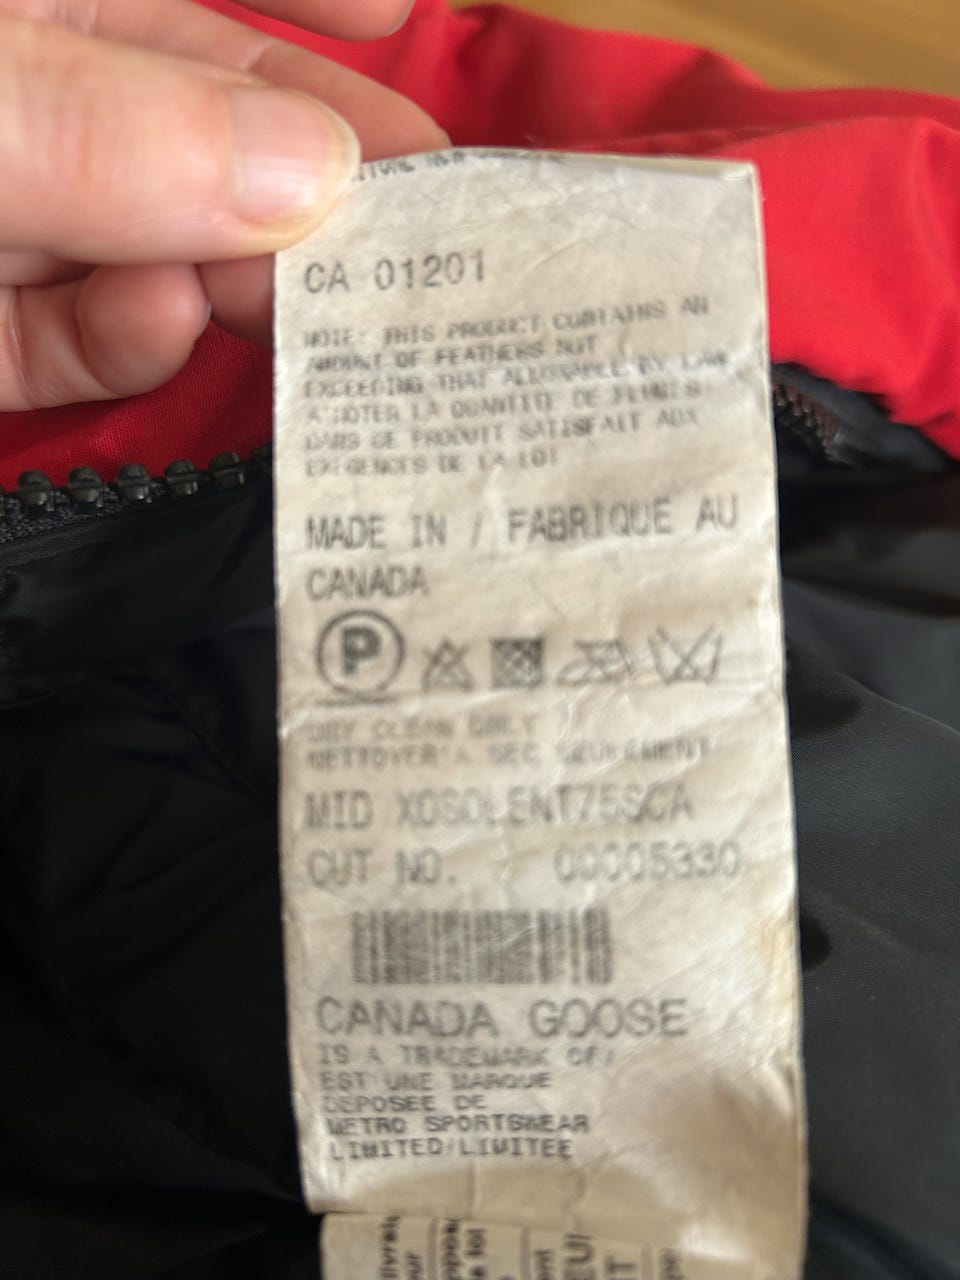 CA 01201
NOTE: THIS PRODUCT CONTAINS AN
AMOUNT OF FEATHERS NOT
EXCEEDING THAT ALLOWABLE BY LAW
A NOTER LA QUANTITE DE PLUMES
DANS CE PRODUIT SATISFAIT AUX
EXIGENCES DE LA LOI
MADE IN / FABRIQUE AU
CANADA
P
DRY CLEAN ONLY
NETTOYER A SEC SEULEMENT
MID XOSOLENT75SCA
CUT NO. 00005330
CANADA GOOSE
IS A TRADEMARK OF/
EST UNE MARQUE
DEPOSEE DE
METRO SPORTSWEAR
LIMITED/LIMITEE